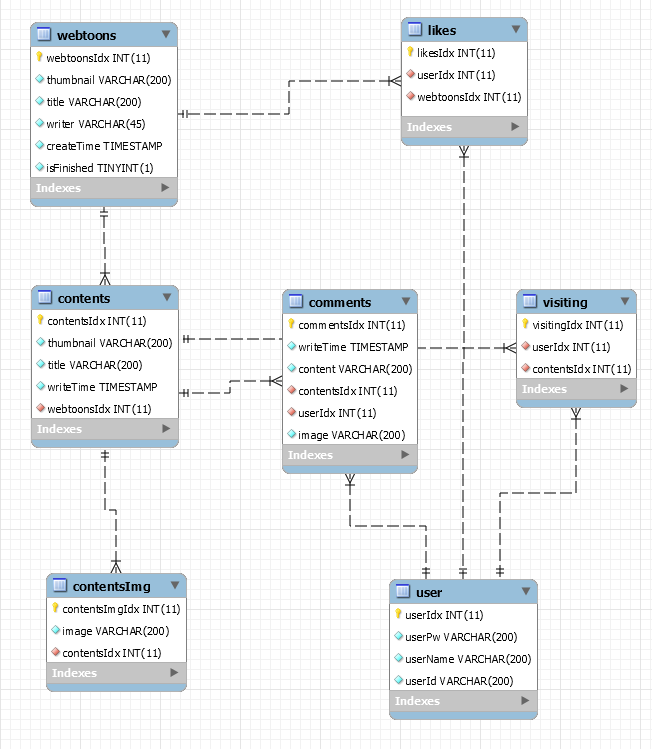 webtoons
webtoonsIdx INT(11)
thumbnail VARCHAR(200)
title VARCHAR(200)
writer VARCHAR(45)
createTime TIMESTAMP
isFinished TINYINT(1)
Indexes
likes
likesIdx INT(11)
userIdx INT(11)
webtoonsIdx INT(11)
Indexes
contents
contentsIdx INT(11)
thumbnail VARCHAR(200)
title VARCHAR(200)
writeTime TIMESTAMP
webtoonsIdx INT(11)
Indexes
comments
commentsIdx INT(11)
writeTime TIMESTAMP
content VARCHAR(200)
contentsIdx INT(11)
userIdx INT(11)
image VARCHAR(200)
Indexes
visiting
visitingIdx INT(11)
userIdx INT(11)
contentsIdx INT(11)
Indexes
contentsImg
contentsImgIdx INT(11)
image VARCHAR(200)
contentsIdx INT(11)
Indexes
user
userIdx INT(11)
userPw VARCHAR(200)
userName VARCHAR(200)
userId VARCHAR(200)
Indexes